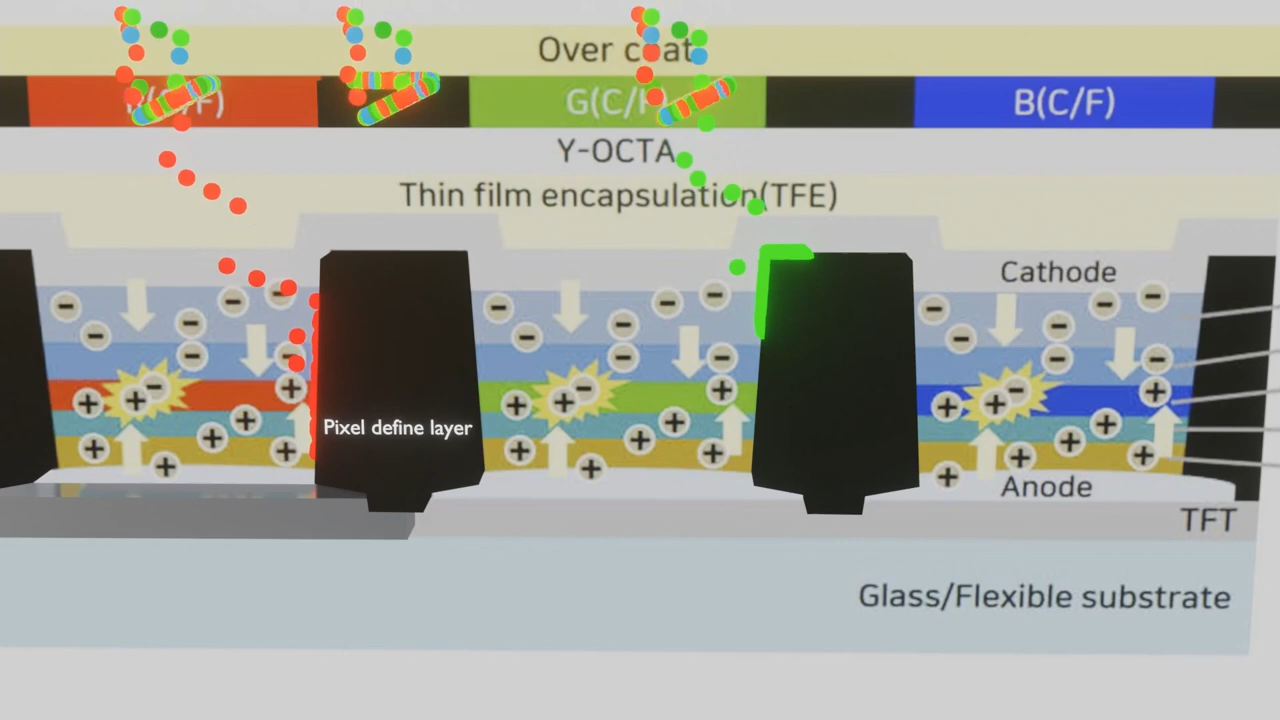 Over coat
R(C/F) G(C/F) B(C/F)
Y-OCTA
Thin film encapsulation(TFE)
Cathode
Pixel define layer
Anode
TFT
Glass/Flexible substrate